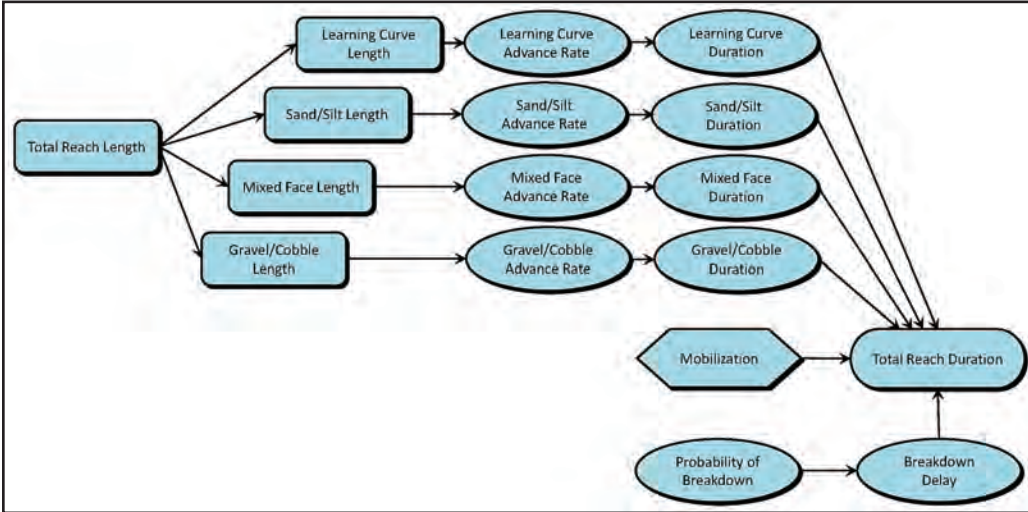 Learning Curve
Length
Learning Curve
Advance Rate
Learning Curve
Duration
Sand/Silt Length
Sand/Silt
Advance Rate
Sand/Silt
Duration
Total Reach Length
Mixed Face Length
Mixed Face
Advance Rate
Mixed Face
Duration
Gravel/Cobble
Length
Gravel/Cobble
Advance Rate
Gravel/Cobble
Duration
Mobilization
Total Reach Duration
Probability of
Breakdown
Breakdown
Delay